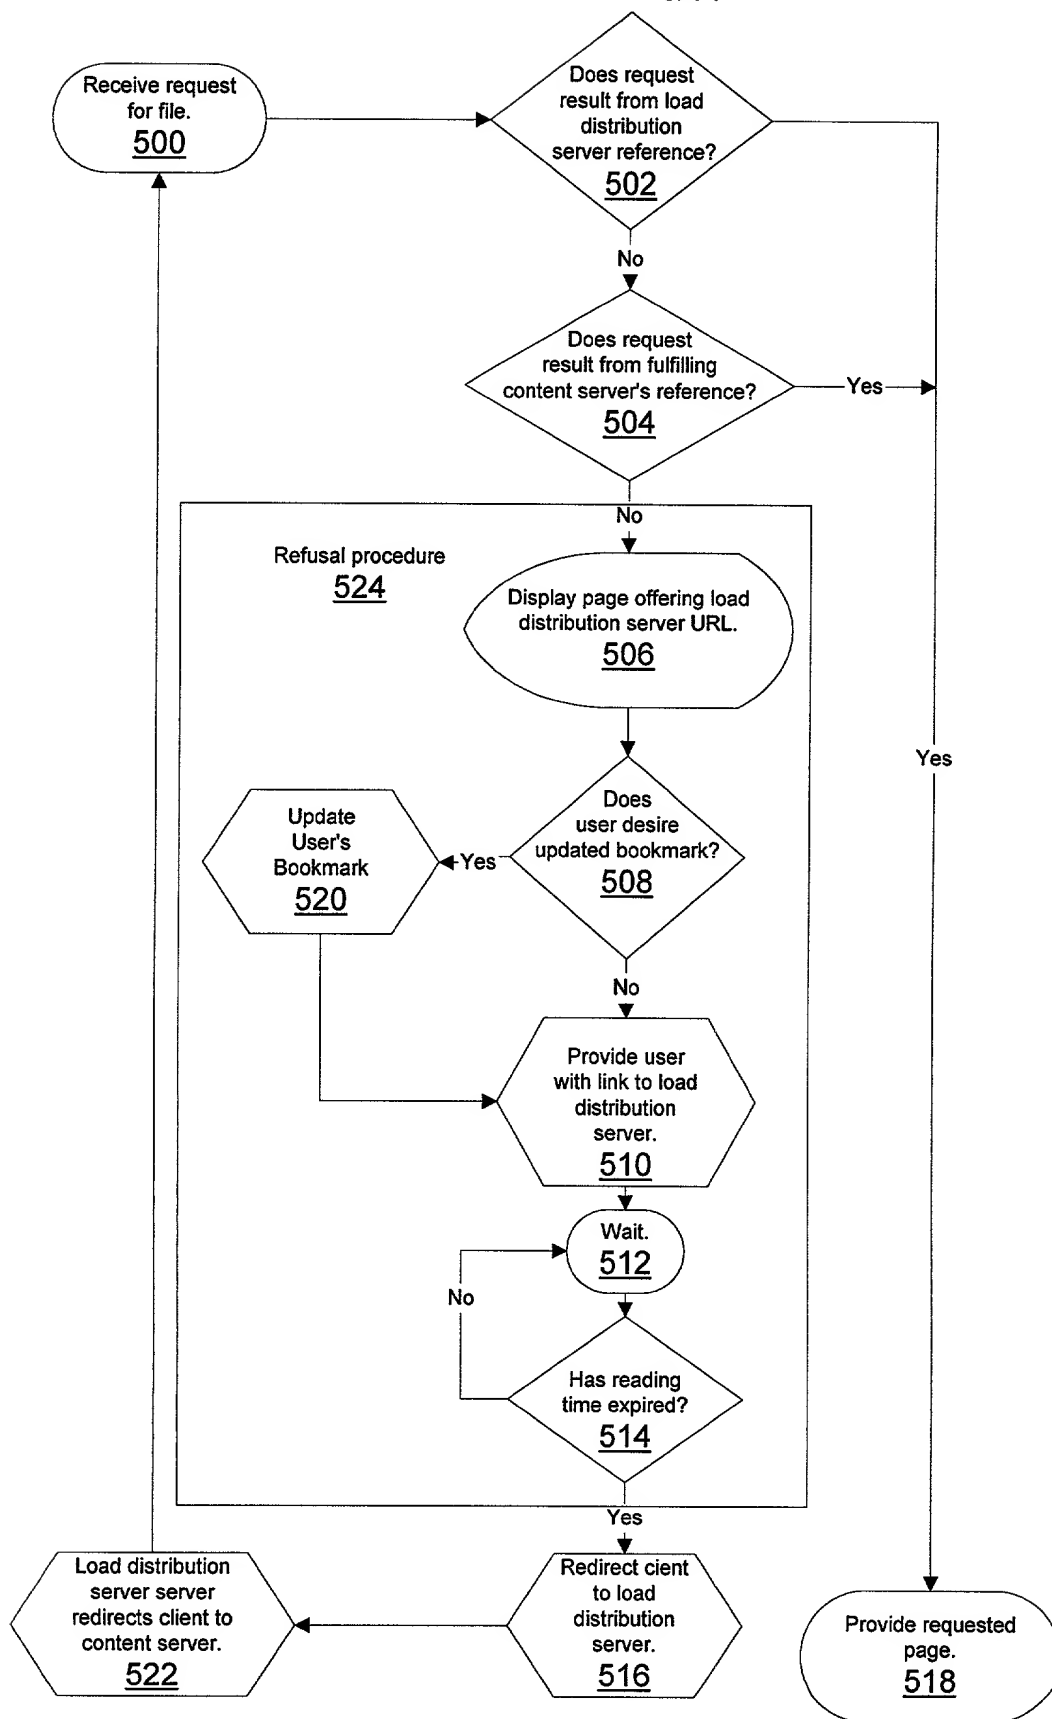 Receive request
for file.
500
Does request
result from load
distribution
server reference?
502
No
Does request
result from fulfilling
content server's reference?
504
Yes
No
Refusal procedure
524
Display page offering load
distribution server URL.
506
Yes
Does
user desire
updated bookmark?
508
Yes
Update
User's
Bookmark
520
No
Provide user
with link to load
distribution
server.
510
Wait.
512
No
Has reading
time expired?
514
Yes
Load distribution
server server
redirects client to
content server.
522
Redirect cient
to load
distribution
server.
516
Provide requested
page.
518